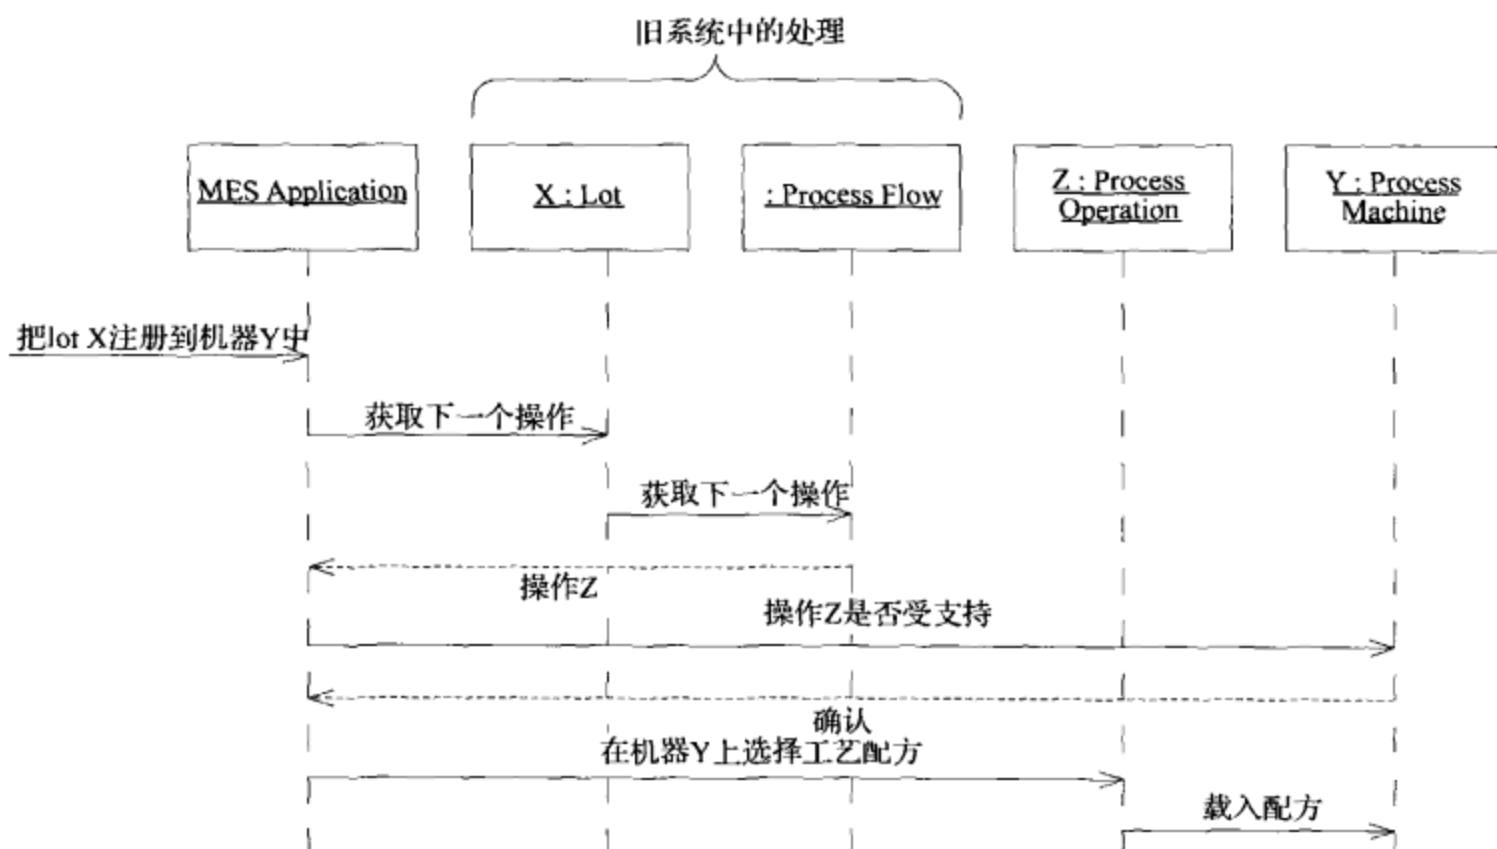 旧系统中的处理
MES Application
X : Lot
: Process Flow
Z : Process
Operation
Y : Process
Machine
把lot X注册到机器Y中
获取下一个操作
获取下一个操作
操作Z
操作Z是否受支持
确认
在机器Y上选择工艺配方
载入配方